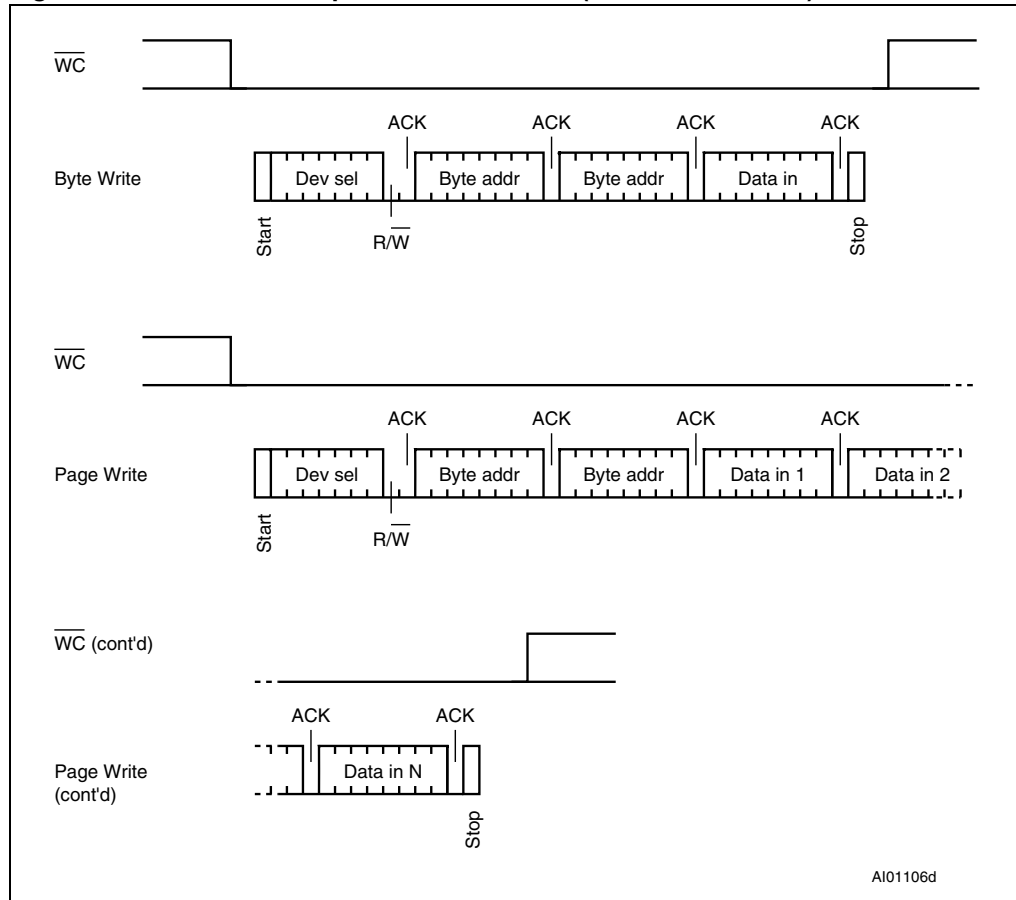 WC
ACK ACK ACK ACK
Byte Write Dev sel Byte addr Byte addr Data in
Start R/W Stop
WC
ACK ACK ACK ACK
Page Write Dev sel Byte addr Byte addr Data in 1 Data in 2
Start R/W
WC (cont'd)
ACK ACK
Page Write
(cont'd) Data in N
Stop
AI01106d